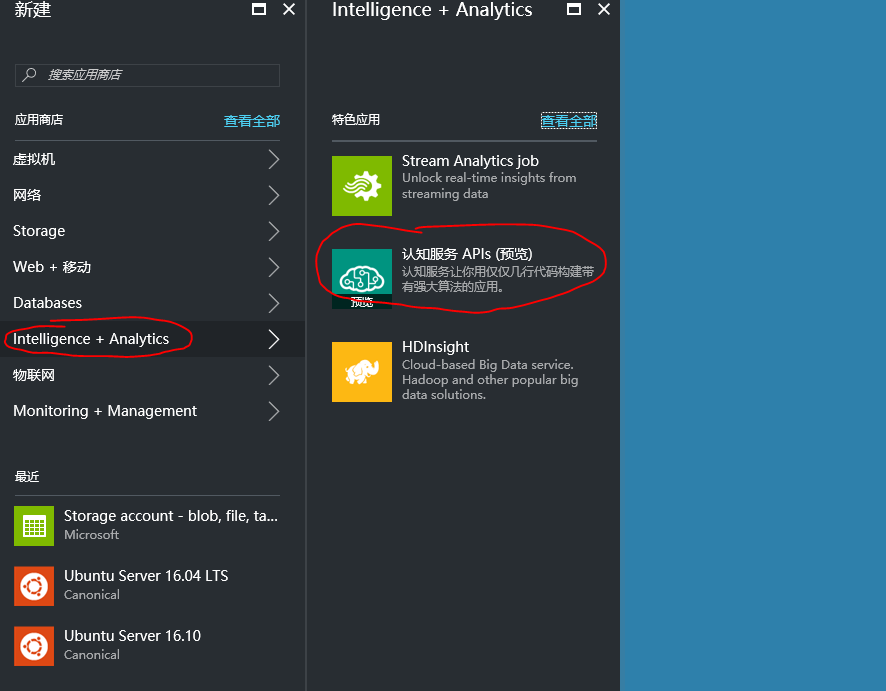 新建
搜索应用商店
应用商店 查看全部
虚拟机
网络
Storage
Web + 移动
Databases
Intelligence + Analytics
物联网
Monitoring + Management
最近
Storage account - blob, file, ta...
Microsoft
Ubuntu Server 16.04 LTS
Canonical
Ubuntu Server 16.10
Canonical
Intelligence + Analytics
特色应用 查看全部
Stream Analytics job
Unlock real-time insights from
streaming data
认知服务 APIs (预览)
认知服务让你用仅仅几行代码构建带
有强大算法的应用。
预览
HDInsight
Cloud-based Big Data service.
Hadoop and other popular big
data solutions.